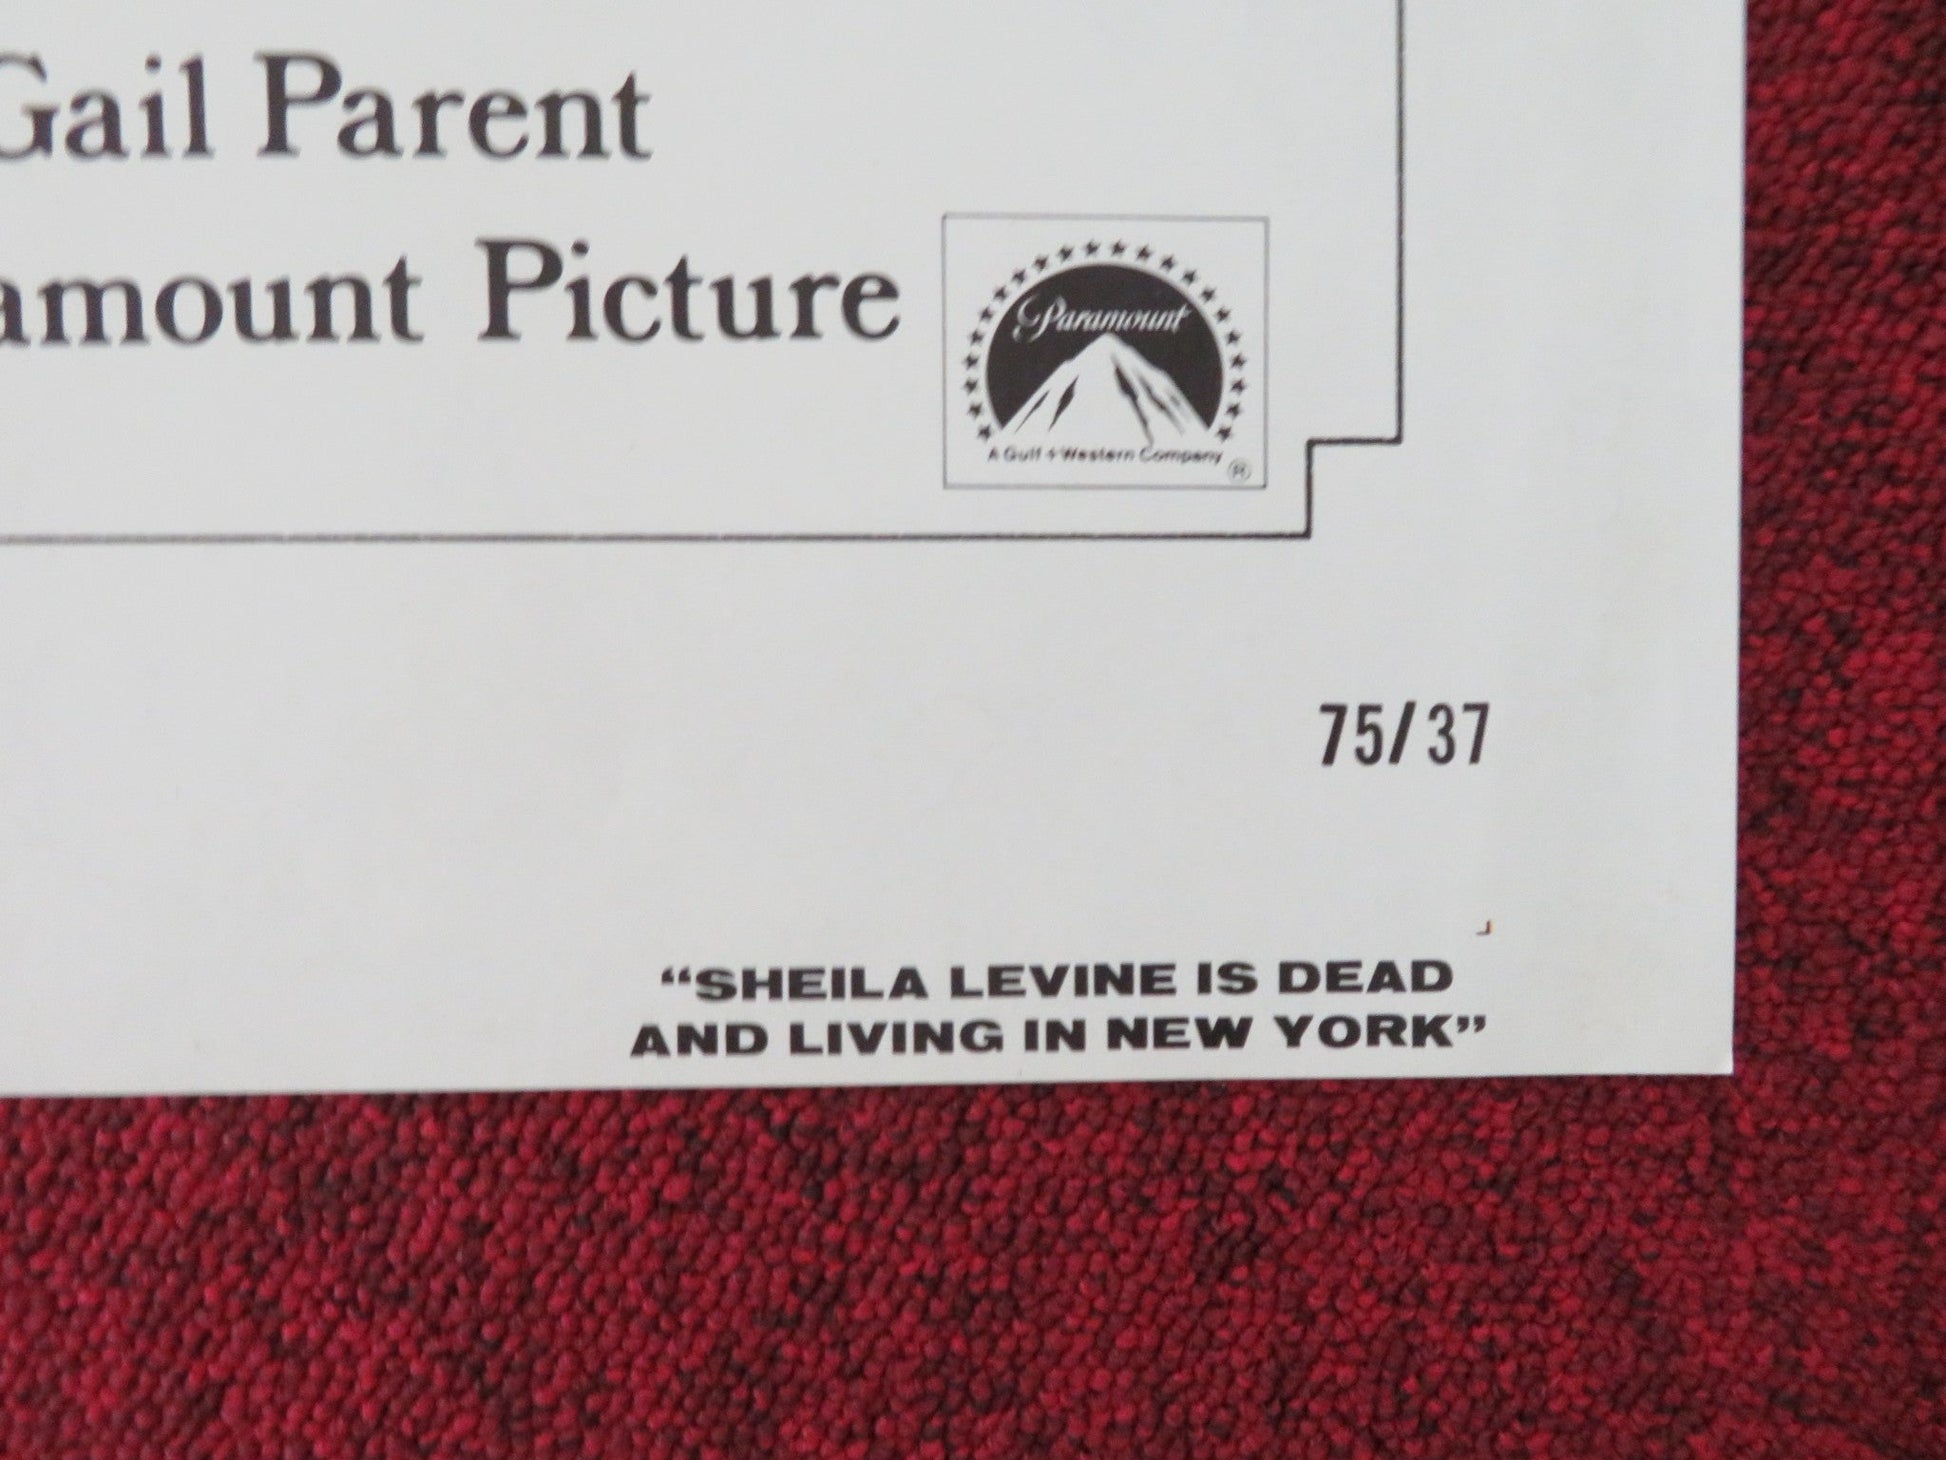 Gail Parent
amount Picture
Paramount
A Gulf + Western Company
®
75/37
“SHEILA LEVINE IS DEAD
AND LIVING IN NEW YORK”